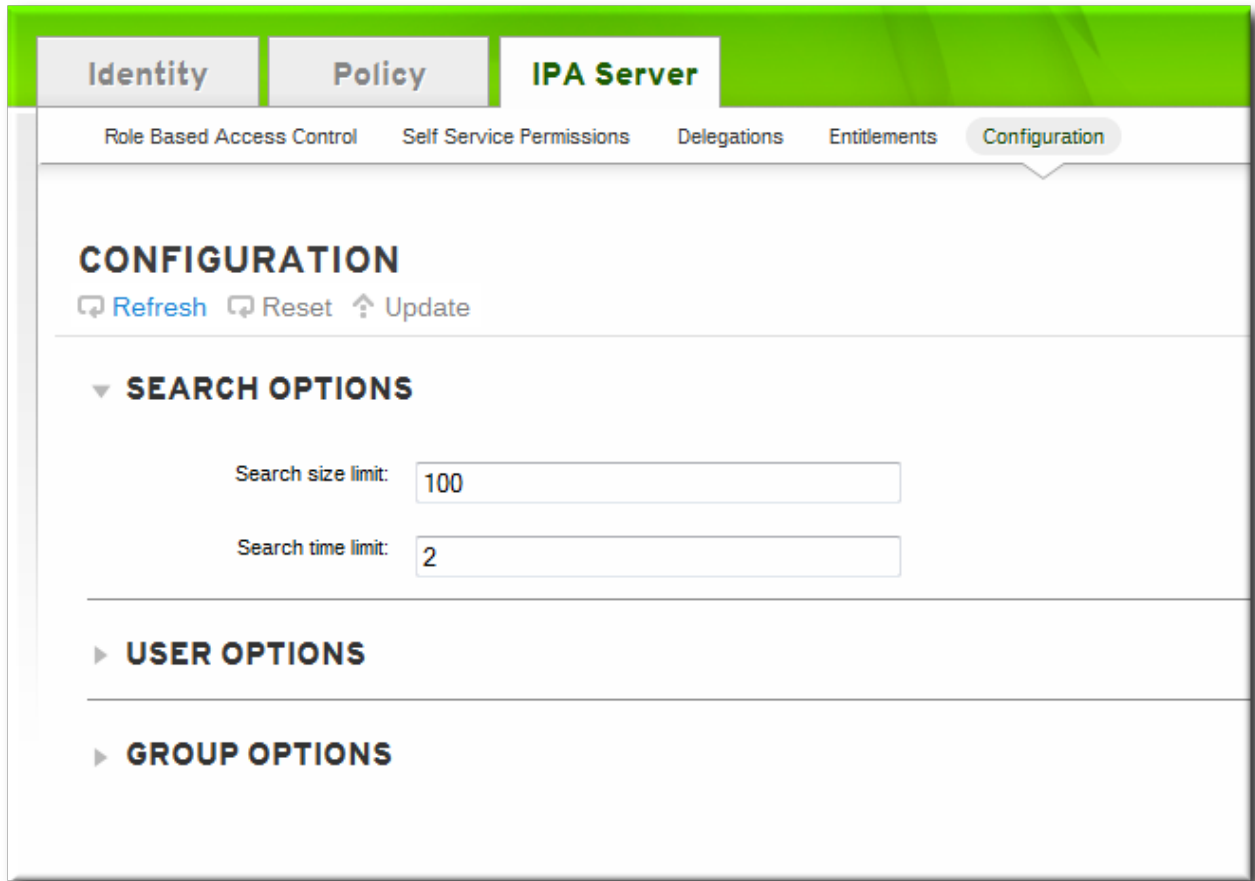 Identity Policy IPA Server
Role Based Access Control Self Service Permissions Delegations Entitlements Configuration
CONFIGURATION
Refresh Reset Update
SEARCH OPTIONS
Search size limit: 100
Search time limit: 2
USER OPTIONS
GROUP OPTIONS